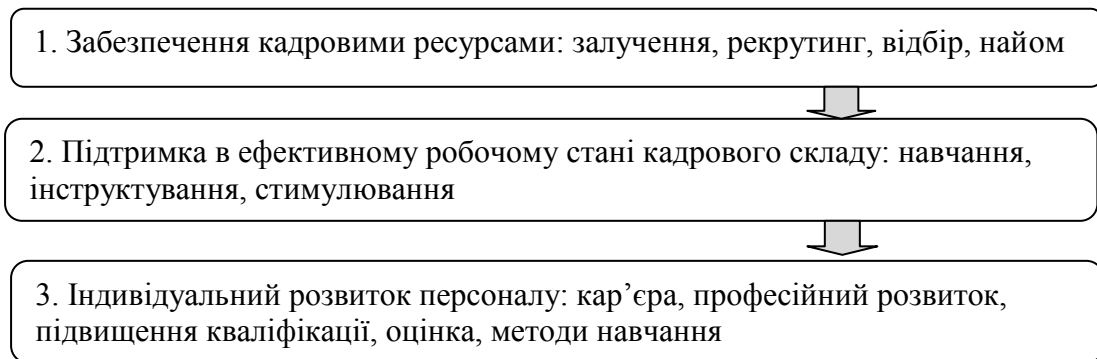 1. Забезпечення кадровими ресурсами: залучення, рекрутинг, відбір, найом
2. Підтримка в ефективному робочому стані кадрового складу: навчання,
інструктування, стимулювання
3. Індивідуальний розвиток персоналу: кар’єра, професійний розвиток,
підвищення кваліфікації, оцінка, методи навчання